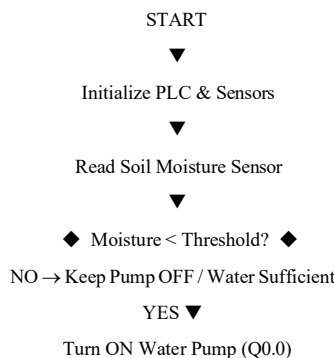 START
▼
Initialize PLC & Sensors
▼
Read Soil Moisture Sensor
▼
◆ Moisture < Threshold? ◆
NO → Keep Pump OFF / Water Sufficient
YES ▼
Turn ON Water Pump (Q0.0)